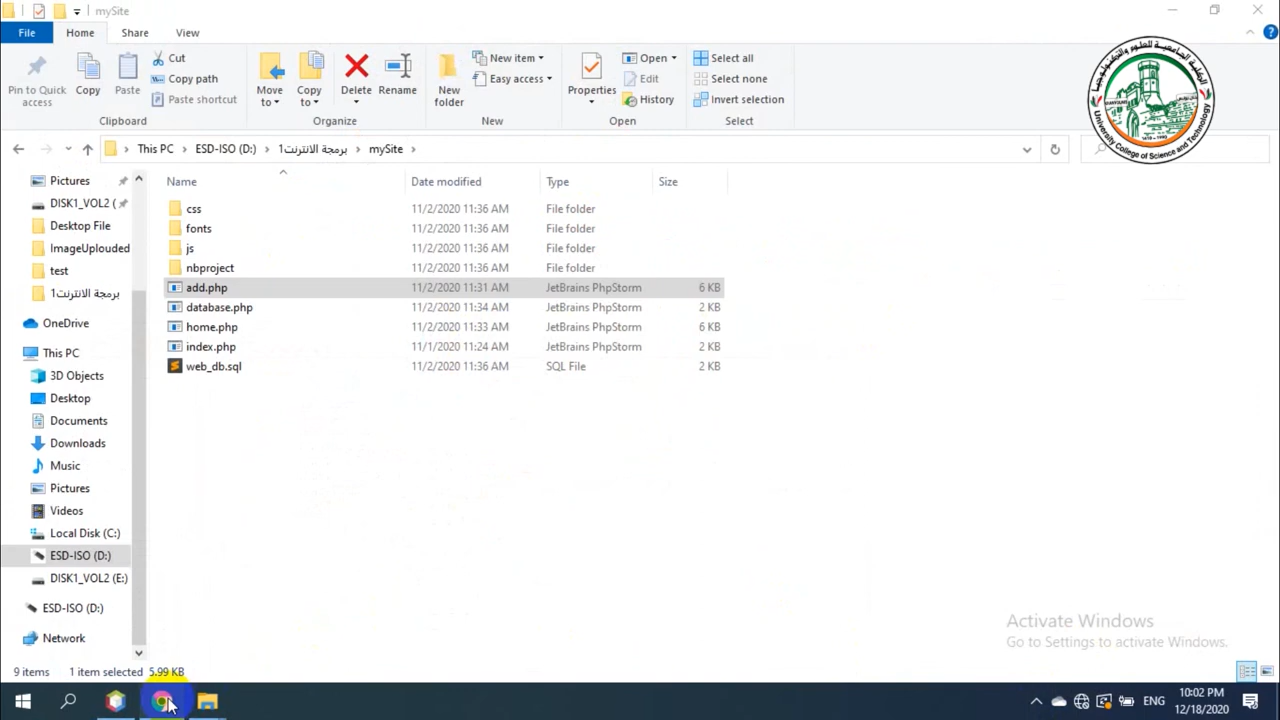 mySite
File Home Share View
Pin to Quick access
Copy
Paste
Cut
Copy path
Paste shortcut
Clipboard
Move to
Copy to
Delete
Rename
Organize
New folder
New item
Easy access
New
Properties
Open
Edit
History
Open
Select all
Select none
Invert selection
Select
الكلية الجامعية للعلوم والتكنولوجيا
University College of Science and Technology
This PC ESD-ISO (D:) برمجة الانترنت1 mySite
Name Date modified Type Size
css 11/2/2020 11:36 AM File folder
fonts 11/2/2020 11:36 AM File folder
js 11/2/2020 11:36 AM File folder
nbproject 11/2/2020 11:36 AM File folder
add.php 11/2/2020 11:31 AM JetBrains PhpStorm 6 KB
database.php 11/2/2020 11:34 AM JetBrains PhpStorm 2 KB
home.php 11/2/2020 11:33 AM JetBrains PhpStorm 6 KB
index.php 11/1/2020 11:24 AM JetBrains PhpStorm 2 KB
web_db.sql 11/2/2020 11:36 AM SQL File 2 KB
Pictures
DISK1_VOL2 (
Desktop File
ImageUploaded
test
برمجة الانترنت1
OneDrive
This PC
3D Objects
Desktop
Documents
Downloads
Music
Pictures
Videos
Local Disk (C:)
ESD-ISO (D:)
DISK1_VOL2 (E:)
ESD-ISO (D:)
Network
Activate Windows
Go to Settings to activate Windows.
9 items 1 item selected 5.99 KB
ENG
10:02 PM
12/18/2020